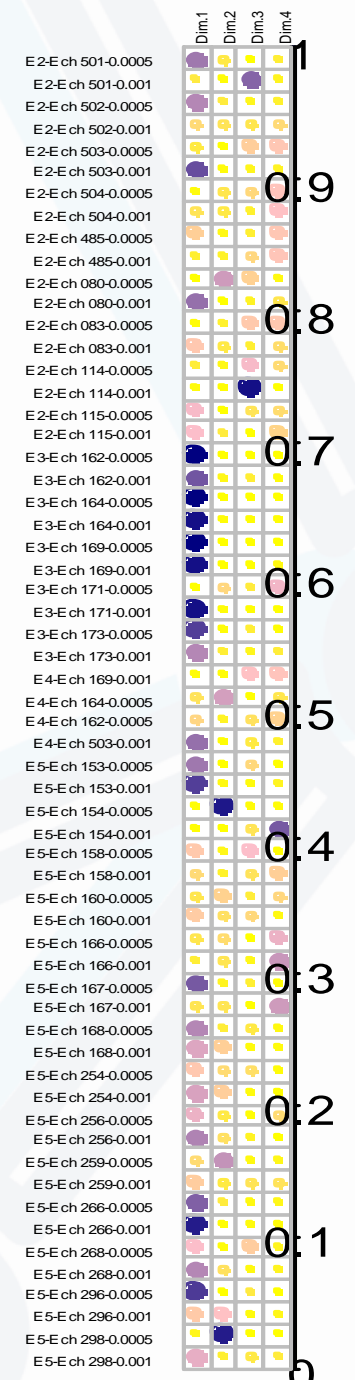 Dim.1 Dim.2 Dim.3 Dim.4
E2-Ech 501-0.0005
E2-Ech 501-0.001
E2-Ech 502-0.0005
E2-Ech 502-0.001
E2-Ech 503-0.0005
E2-Ech 503-0.001
E2-Ech 504-0.0005
E2-Ech 504-0.001
E2-Ech 485-0.0005
E2-Ech 485-0.001
E2-Ech 080-0.0005
E2-Ech 080-0.001
E2-Ech 083-0.0005
E2-Ech 083-0.001
E2-Ech 114-0.0005
E2-Ech 114-0.001
E2-Ech 115-0.0005
E2-Ech 115-0.001
E3-Ech 162-0.0005
E3-Ech 162-0.001
E3-Ech 164-0.0005
E3-Ech 164-0.001
E3-Ech 169-0.0005
E3-Ech 169-0.001
E3-Ech 171-0.0005
E3-Ech 171-0.001
E3-Ech 173-0.0005
E3-Ech 173-0.001
E4-Ech 169-0.001
E4-Ech 164-0.0005
E4-Ech 162-0.0005
E4-Ech 503-0.001
E5-Ech 153-0.0005
E5-Ech 153-0.001
E5-Ech 154-0.0005
E5-Ech 154-0.001
E5-Ech 158-0.0005
E5-Ech 158-0.001
E5-Ech 160-0.0005
E5-Ech 160-0.001
E5-Ech 166-0.0005
E5-Ech 166-0.001
E5-Ech 167-0.0005
E5-Ech 167-0.001
E5-Ech 168-0.0005
E5-Ech 168-0.001
E5-Ech 254-0.0005
E5-Ech 254-0.001
E5-Ech 256-0.0005
E5-Ech 256-0.001
E5-Ech 259-0.0005
E5-Ech 259-0.001
E5-Ech 266-0.0005
E5-Ech 266-0.001
E5-Ech 268-0.0005
E5-Ech 268-0.001
E5-Ech 296-0.0005
E5-Ech 296-0.001
E5-Ech 298-0.0005
E5-Ech 298-0.001
1
0.9
0.8
0.7
0.6
0.5
0.4
0.3
0.2
0.1
0